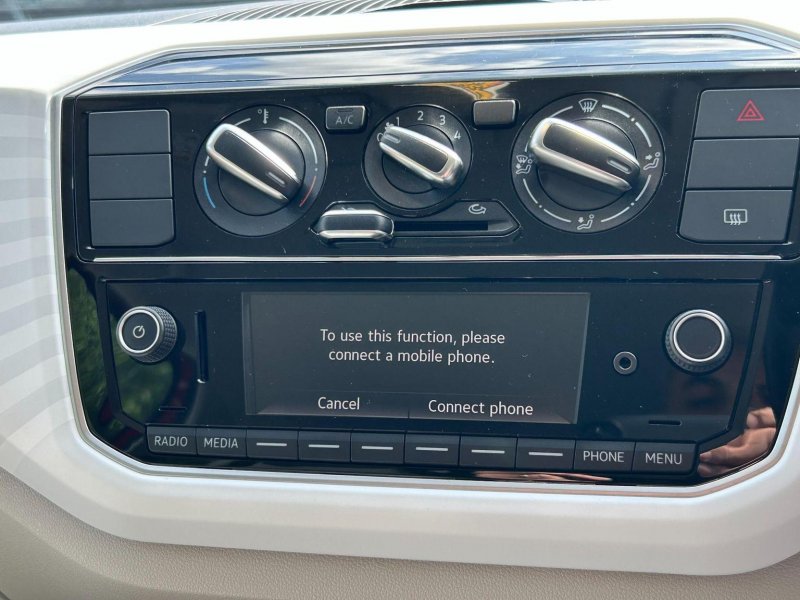 A/C
1 2 3 4
To use this function, please
connect a mobile phone.
Cancel Connect phone
RADIO MEDIA PHONE MENU